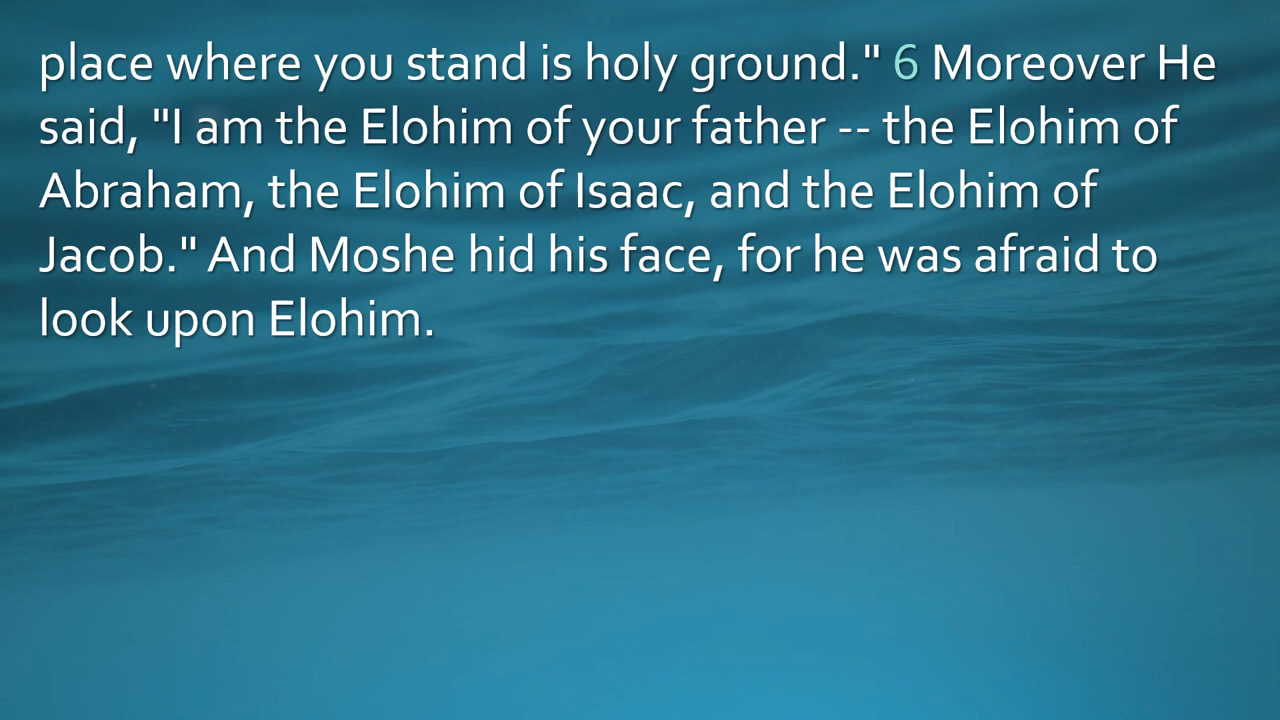 place where you stand is holy ground." 6 Moreover He
said, "I am the Elohim of your father -- the Elohim of
Abraham, the Elohim of Isaac, and the Elohim of
Jacob." And Moshe hid his face, for he was afraid to
look upon Elohim.